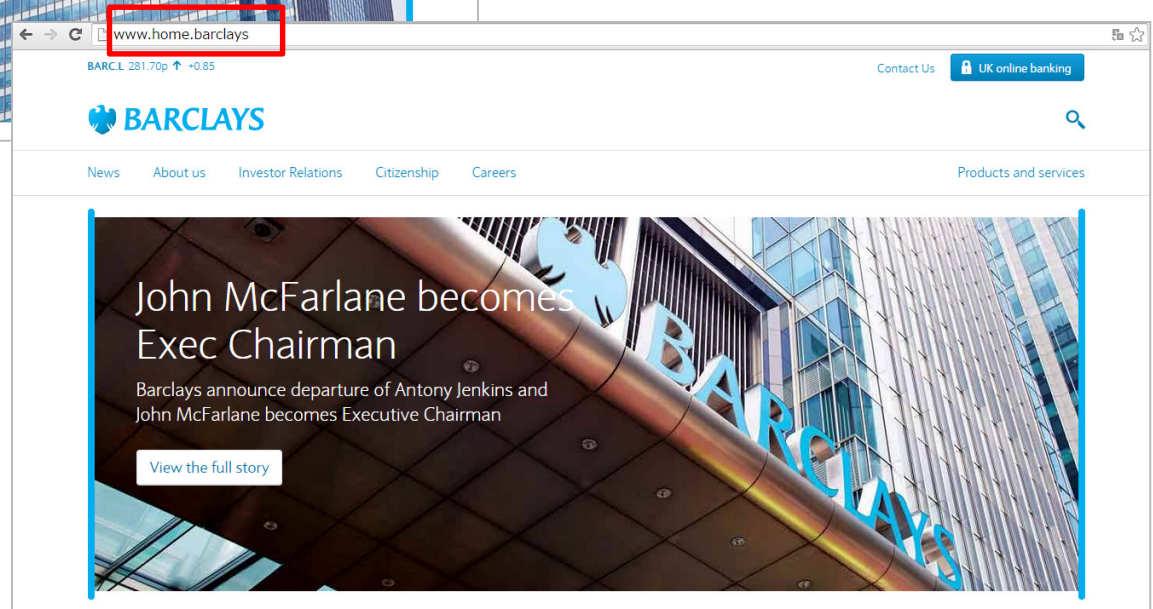 www.home.barclays
BARC.L 281.70p ↑ +0.85
Contact Us
UK online banking
BARCLAYS
News About us Investor Relations Citizenship Careers
Products and services
John McFarlane becomes
Exec Chairman
Barclays announce departure of Antony Jenkins and
John McFarlane becomes Executive Chairman
View the full story
BARCLAYS